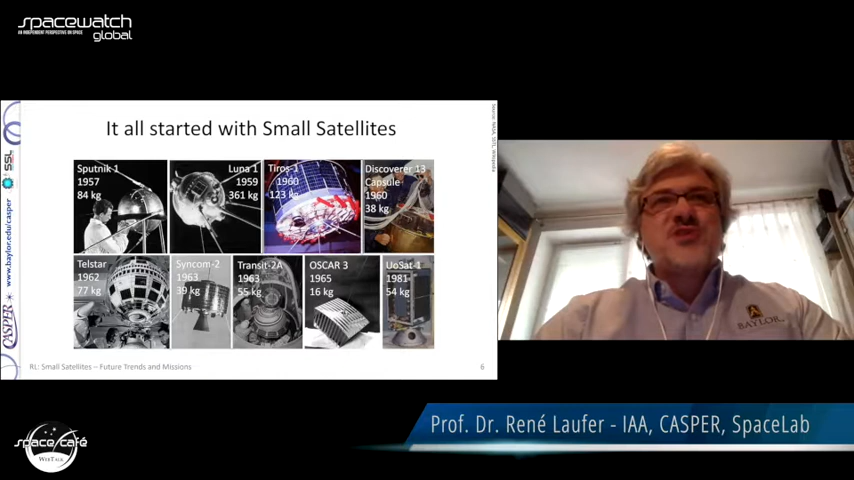 spacewatch
AN INDEPENDENT PERSPECTIVE ON SPACE
global
It all started with Small Satellites
Source: NASA, SSTL, Wikipedia
Sputnik 1
1957
84 kg
Luna 1
1959
361 kg
Tiros-1
1960
123 kg
Discoverer 13
Capsule
1960
38 kg
Telstar
1962
77 kg
Syncom-2
1963
39 kg
Transit-2A
1963
55 kg
OSCAR 3
1965
16 kg
UoSat-1
1981
54 kg
CASPER
www.baylor.edu/casper
SSL
RL: Small Satellites – Future Trends and Missions
6
BAYLOR
space café
WEBTALK
Prof. Dr. René Laufer - IAA, CASPER, SpaceLab